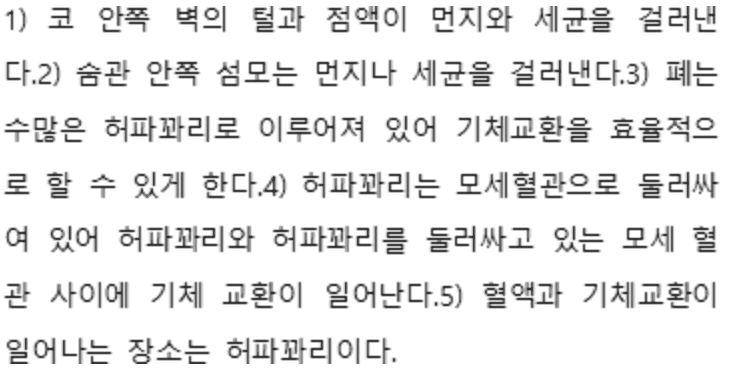 1) 코 안쪽 벽의 털과 점액이 먼지와 세균을 걸러낸
다.2) 숨관 안쪽 섬모는 먼지나 세균을 걸러낸다.3) 폐는
수많은 허파꽈리로 이루어져 있어 기체교환을 효율적으
로 할 수 있게 한다.4) 허파꽈리는 모세혈관으로 둘러싸
여 있어 허파꽈리와 허파꽈리를 둘러싸고 있는 모세 혈
관 사이에 기체 교환이 일어난다.5) 혈액과 기체교환이
일어나는 장소는 허파꽈리이다.